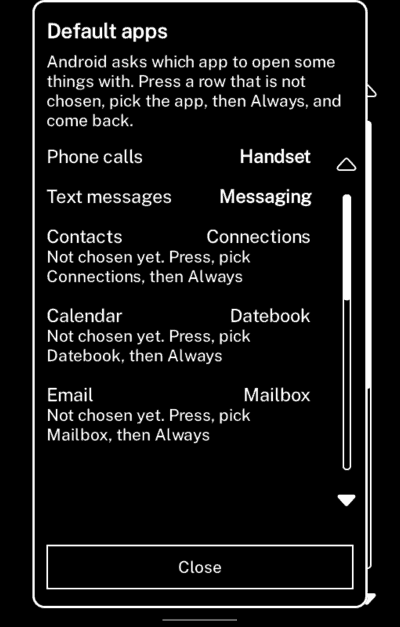 Default apps
Android asks which app to open some
things with. Press a row that is not
chosen, pick the app, then Always, and
come back.
Phone calls Handset
Text messages Messaging
Contacts Connections
Not chosen yet. Press, pick
Connections, then Always
Calendar Datebook
Not chosen yet. Press, pick
Datebook, then Always
Email Mailbox
Not chosen yet. Press, pick
Mailbox, then Always
Close